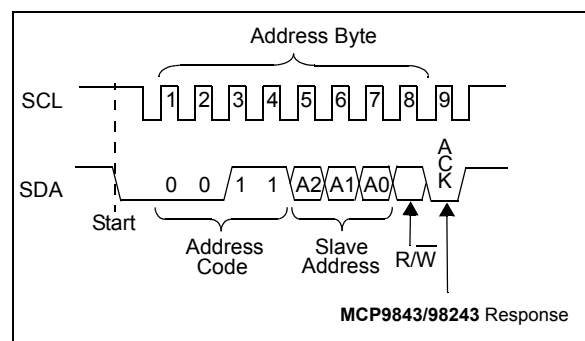 Address Byte
SCL
1 2 3 4 5 6 7 8 9
SDA
0 0 1 1 A2 A1 A0
ACK
Start
Address
Code
Slave
Address
R/W̅
MCP9843/98243 Response